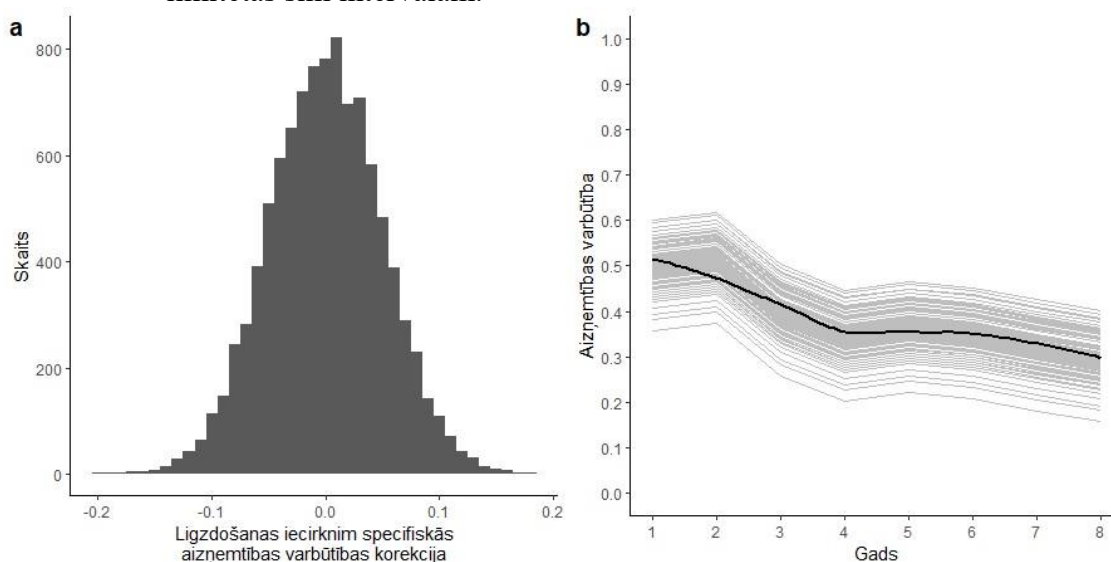 a
800
600
400
200
0
Skaits
-0.2 -0.1 0.0 0.1 0.2
Ligzdošanas iecirknim specifiskās
aizņemtības varbūtības korekcija
b
1.0
0.9
0.8
0.7
0.6
0.5
0.4
0.3
0.2
0.1
0.0
Aizņemtības varbūtība
1 2 3 4 5 6 7 8
Gads